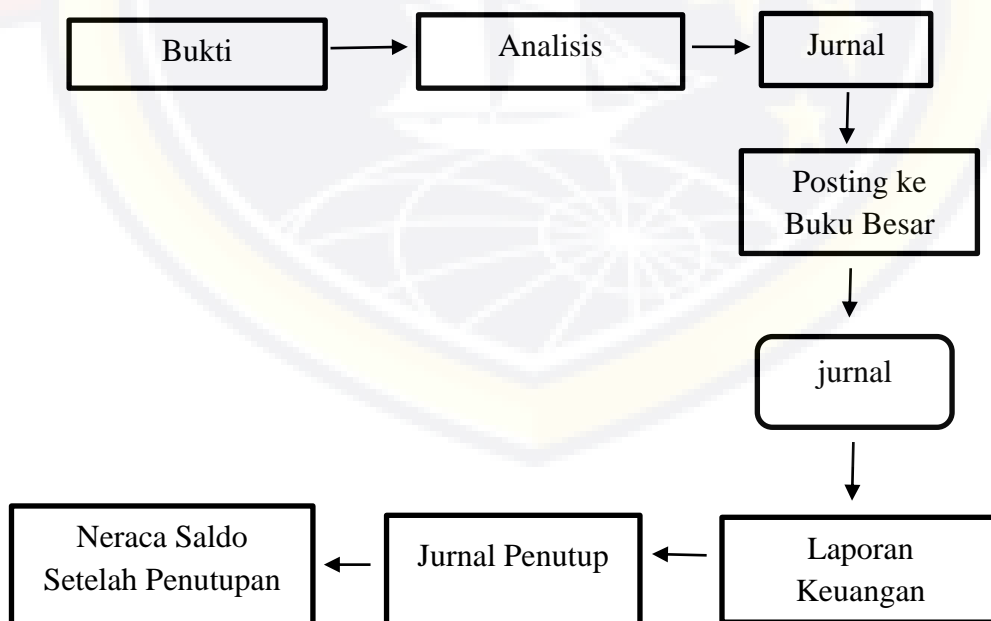 Bukti
Analisis
Jurnal
Posting ke
Buku Besar
jurnal
Laporan
Keuangan
Jurnal Penutup
Neraca Saldo
Setelah Penutupan